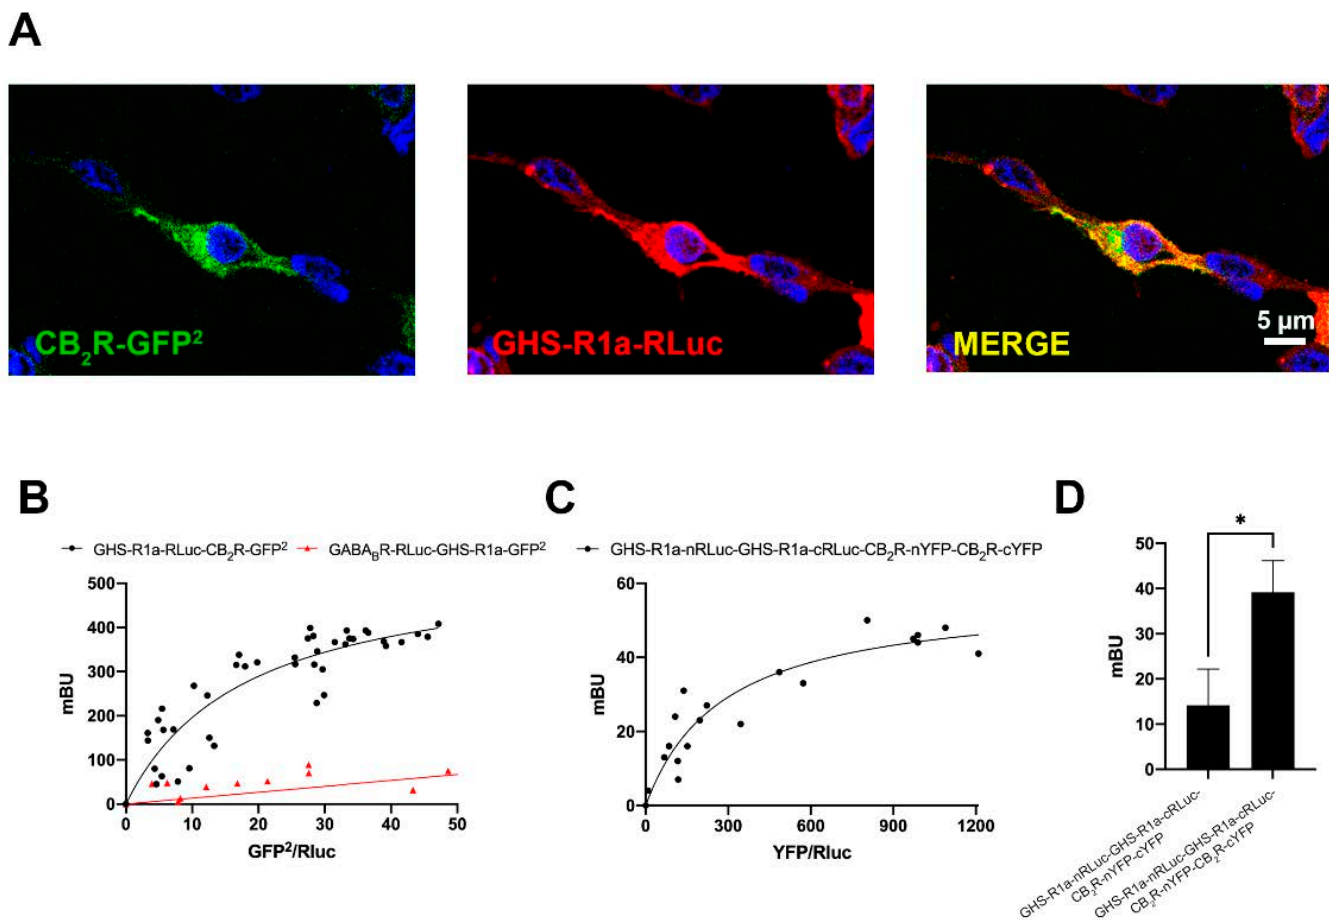 A
CB₂R-GFP²
GHS-R1a-RLuc
MERGE
5 µm
B
GHS-R1a-RLuc-CB₂R-GFP²
GABA_BR-RLuc-GHS-R1a-GFP²
mBU
500
400
300
200
100
0
0 10 20 30 40 50
GFP²/Rluc
C
GHS-R1a-nRLuc-GHS-R1a-cRLuc-CB₂R-nYFP-CB₂R-cYFP
mBU
60
40
20
0
0 300 600 900 1200
YFP/Rluc
D
*
mBU
50
40
30
20
10
0
GHS-R1a-nRLuc-GHS-R1a-cRLuc-
CB₂R-nYFP-cYFP
GHS-R1a-nRLuc-GHS-R1a-cRLuc-
CB₂R-nYFP-CB₂R-cYFP